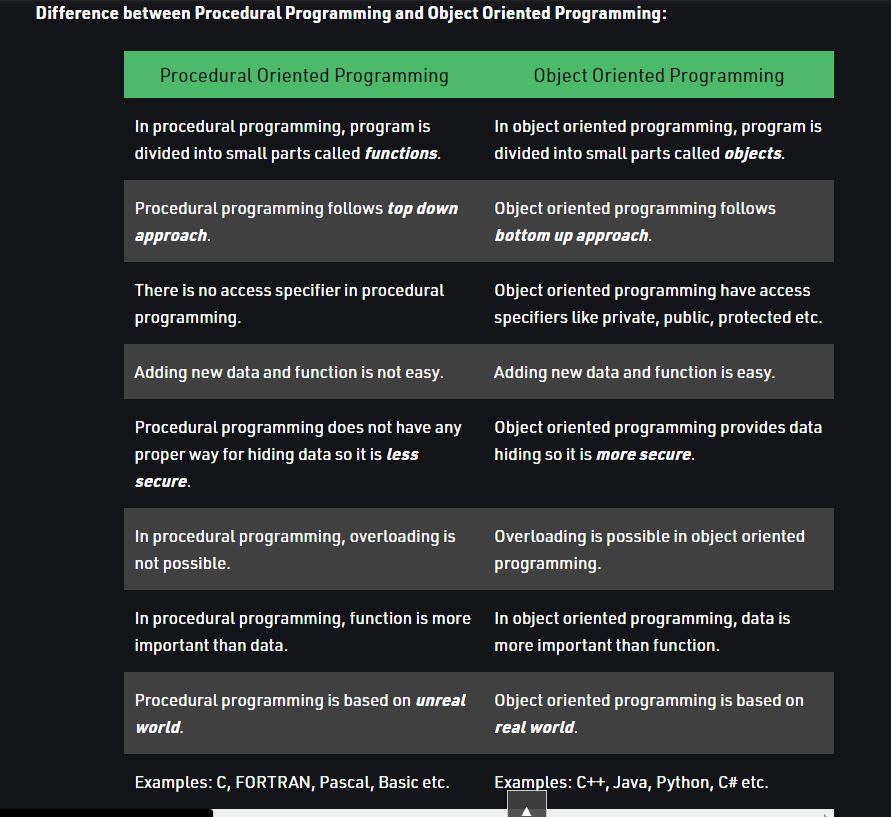 Difference between Procedural Programming and Object Oriented Programming:
Procedural Oriented Programming
Object Oriented Programming
In procedural programming, program is
divided into small parts called functions.
In object oriented programming, program is
divided into small parts called objects.
Procedural programming follows top down
approach.
Object oriented programming follows
bottom up approach.
There is no access specifier in procedural
programming.
Object oriented programming have access
specifiers like private, public, protected etc.
Adding new data and function is not easy.
Adding new data and function is easy.
Procedural programming does not have any
proper way for hiding data so it is less
secure.
Object oriented programming provides data
hiding so it is more secure.
In procedural programming, overloading is
not possible.
Overloading is possible in object oriented
programming.
In procedural programming, function is more
important than data.
In object oriented programming, data is
more important than function.
Procedural programming is based on unreal
world.
Object oriented programming is based on
real world.
Examples: C, FORTRAN, Pascal, Basic etc.
Examples: C++, Java, Python, C# etc.